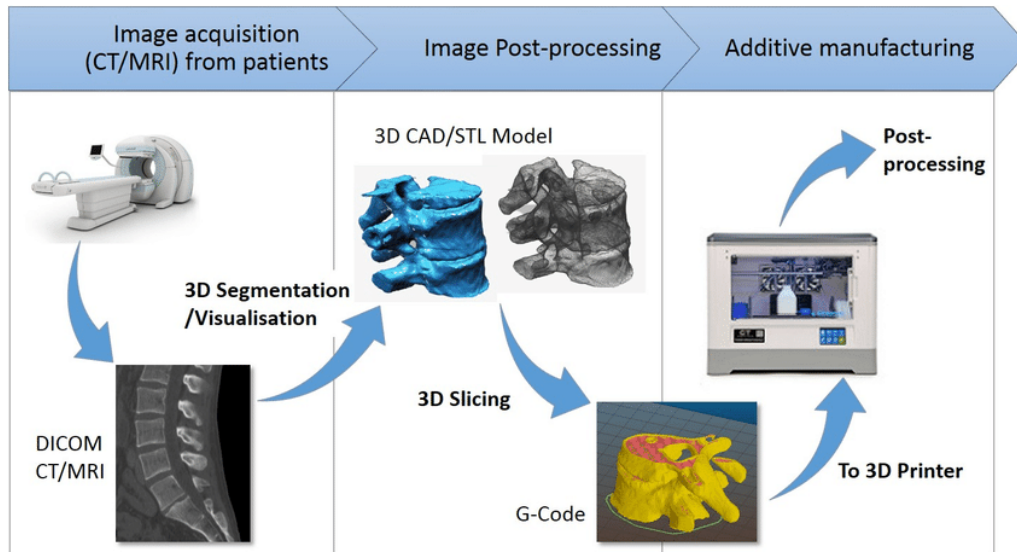 Image acquisition
(CT/MRI) from patients
Image Post-processing
Additive manufacturing
3D CAD/STL Model
Post-
processing
3D Segmentation
/Visualisation
3D Slicing
DICOM
CT/MRI
G-Code
To 3D Printer